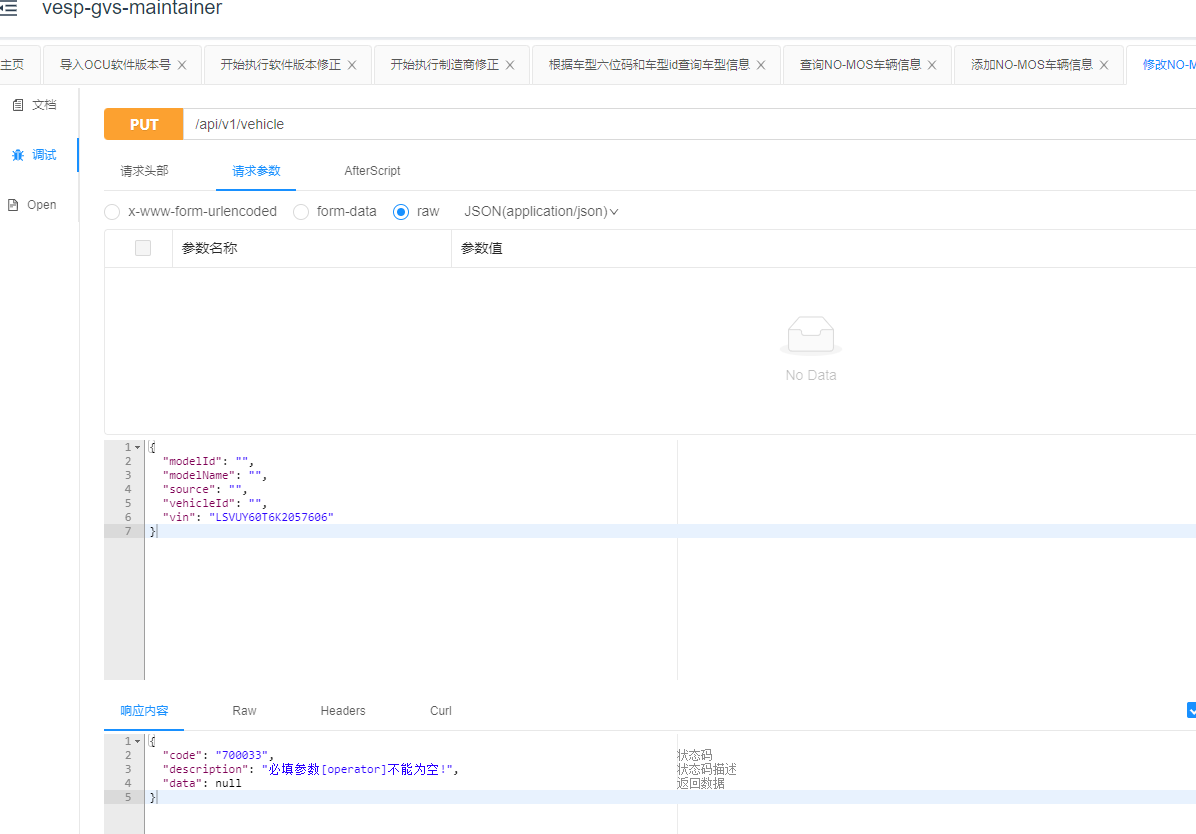 vesp-gvs-maintainer
主页 导入OCU软件版本号 开始执行软件版本修正 开始执行制造商修正 根据车型六位码和车型id查询车型信息 查询NO-MOS车辆信息 添加NO-MOS车辆信息 修改NO-M
文档
调试
Open
PUT /api/v1/vehicle
请求头部 请求参数 AfterScript
x-www-form-urlencoded form-data raw JSON(application/json)
参数名称 参数值
No Data
1 {
2 "modelId": "",
3 "modelName": "",
4 "source": "",
5 "vehicleId": "",
6 "vin": "LSVUY60T6K2057606"
7 }
响应内容 Raw Headers Curl
1 {
2 "code": "700033", 状态码
3 "description": "必填参数[operator]不能为空!", 状态码描述
4 "data": null 返回数据
5 }